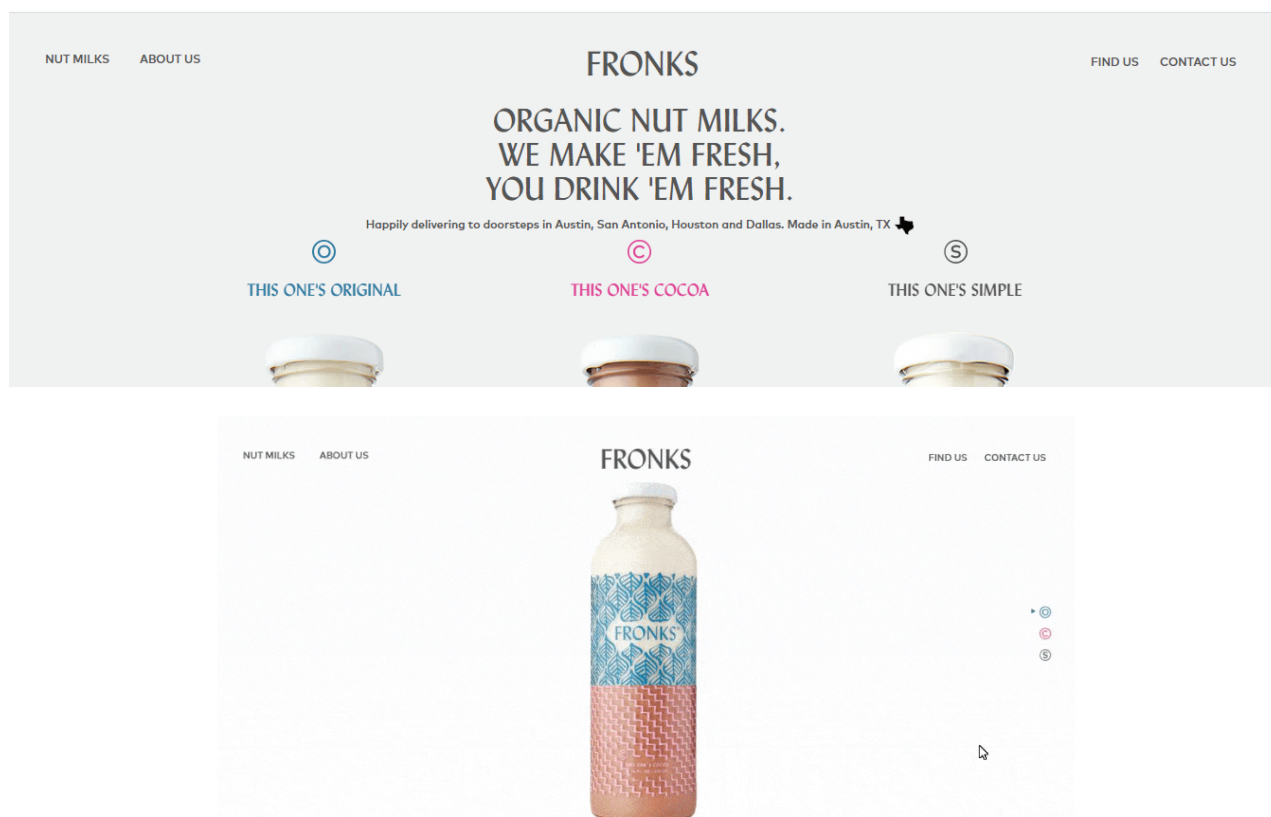 NUT MILKS ABOUT US FRONKS FIND US CONTACT US
ORGANIC NUT MILKS.
WE MAKE 'EM FRESH,
YOU DRINK 'EM FRESH.
Happily delivering to doorsteps in Austin, San Antonio, Houston and Dallas. Made in Austin, TX
O C S
THIS ONE'S ORIGINAL THIS ONE'S COCOA THIS ONE'S SIMPLE
NUT MILKS ABOUT US FRONKS FIND US CONTACT US
O
C
FRONKS
S